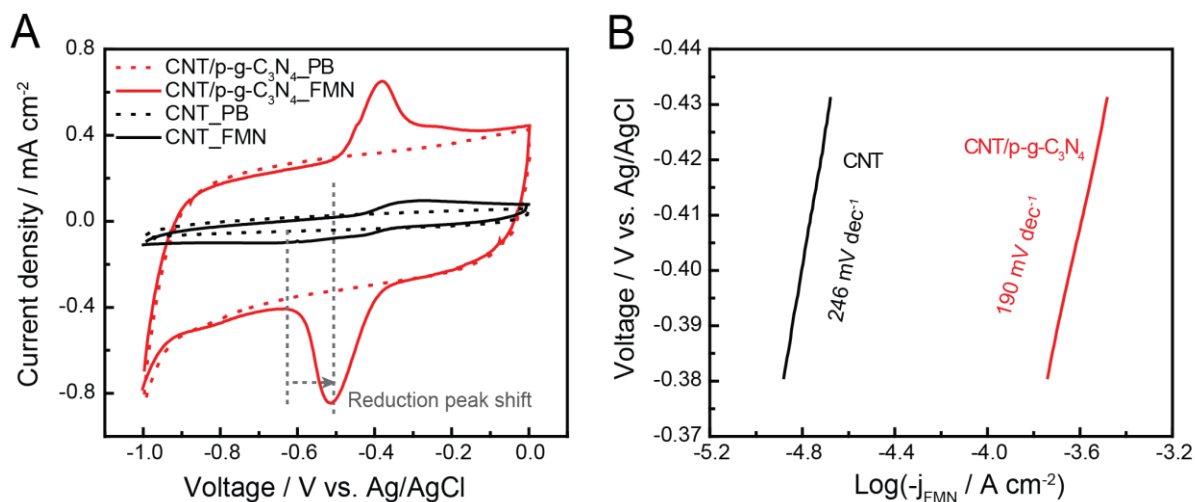 A
0.8
0.4
0.0
-0.4
-0.8
Current density / mA cm⁻²
CNT/p-g-C₃N₄_PB
CNT/p-g-C₃N₄_FMN
CNT_PB
CNT_FMN
Reduction peak shift
-1.0 -0.8 -0.6 -0.4 -0.2 0.0
Voltage / V vs. Ag/AgCl
B
-0.44
-0.43
-0.42
-0.41
-0.40
-0.39
-0.38
-0.37
Voltage / V vs. Ag/AgCl
CNT
246 mV dec⁻¹
CNT/p-g-C₃N₄
190 mV dec⁻¹
-5.2 -4.8 -4.4 -4.0 -3.6 -3.2
Log(-j_FMN / A cm⁻²)